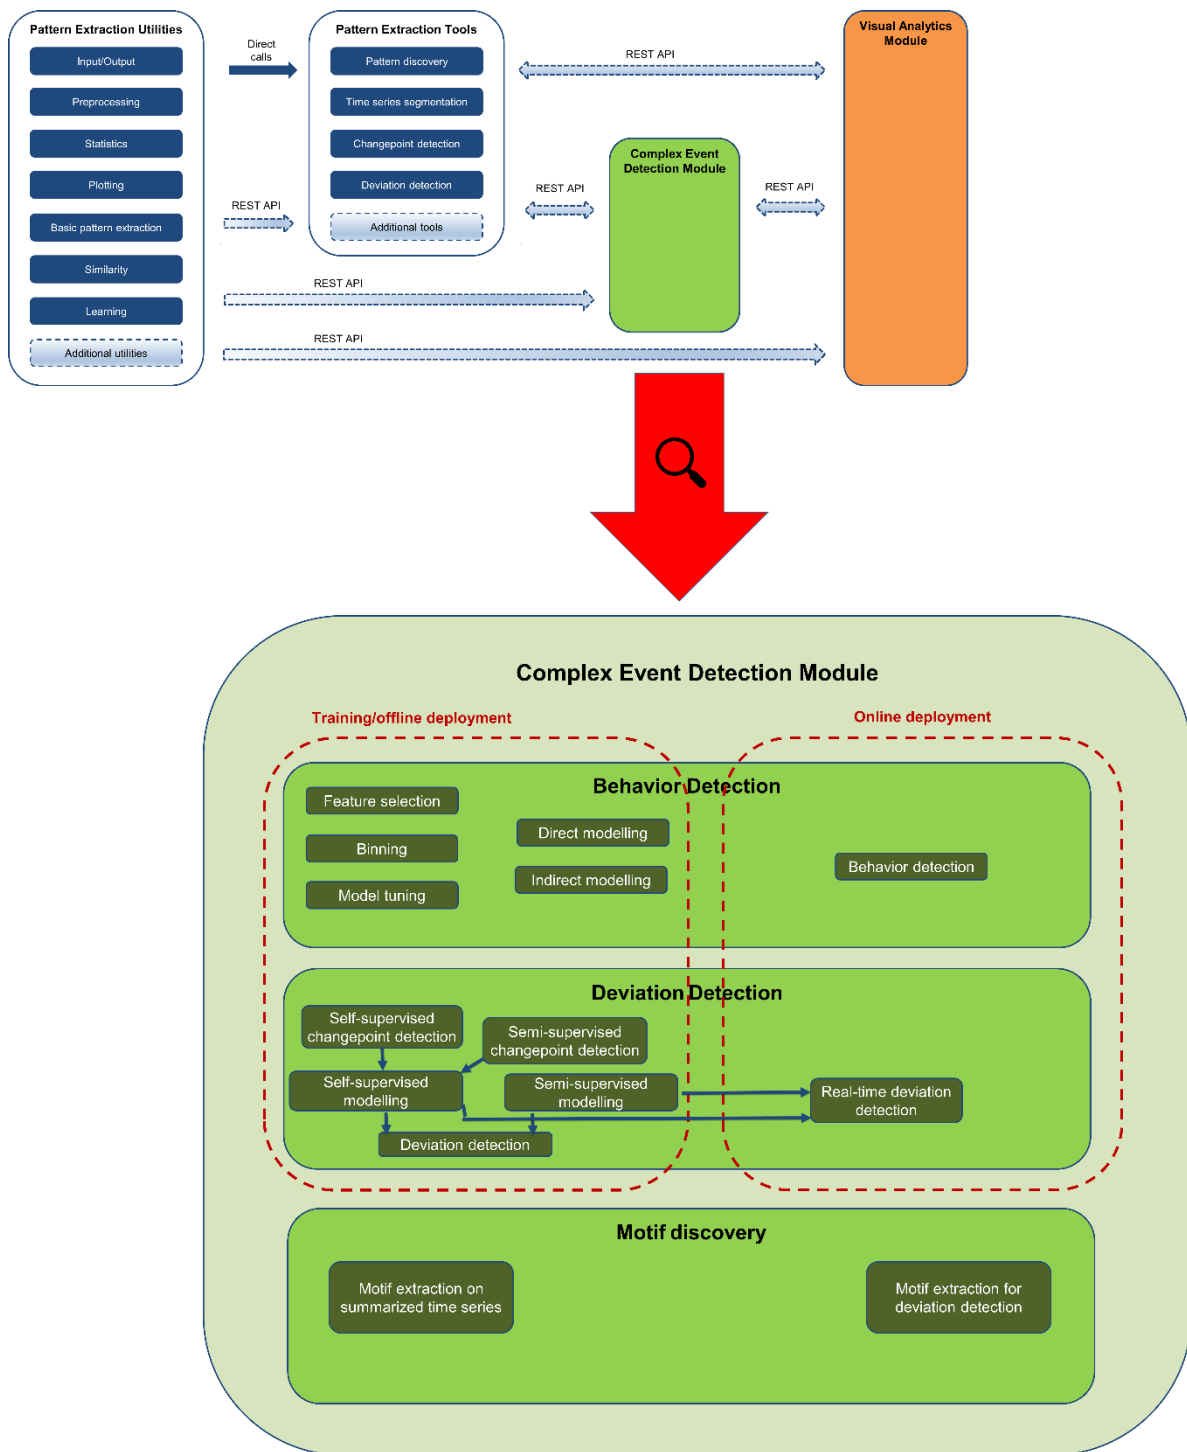 Pattern Extraction Utilities
Input/Output
Preprocessing
Statistics
Plotting
Basic pattern extraction
Similarity
Learning
Additional utilities
Direct
calls
REST API
REST API
REST API
Pattern Extraction Tools
Pattern discovery
Time series segmentation
Changepoint detection
Deviation detection
Additional tools
REST API
REST API
Complex Event
Detection Module
REST API
Visual Analytics
Module
Complex Event Detection Module
Training/offline deployment
Online deployment
Behavior Detection
Feature selection
Binning
Model tuning
Direct modelling
Indirect modelling
Behavior detection
Deviation Detection
Self-supervised
changepoint detection
Semi-supervised
changepoint detection
Self-supervised
modelling
Semi-supervised
modelling
Real-time deviation
detection
Deviation detection
Motif discovery
Motif extraction on
summarized time series
Motif extraction for
deviation detection